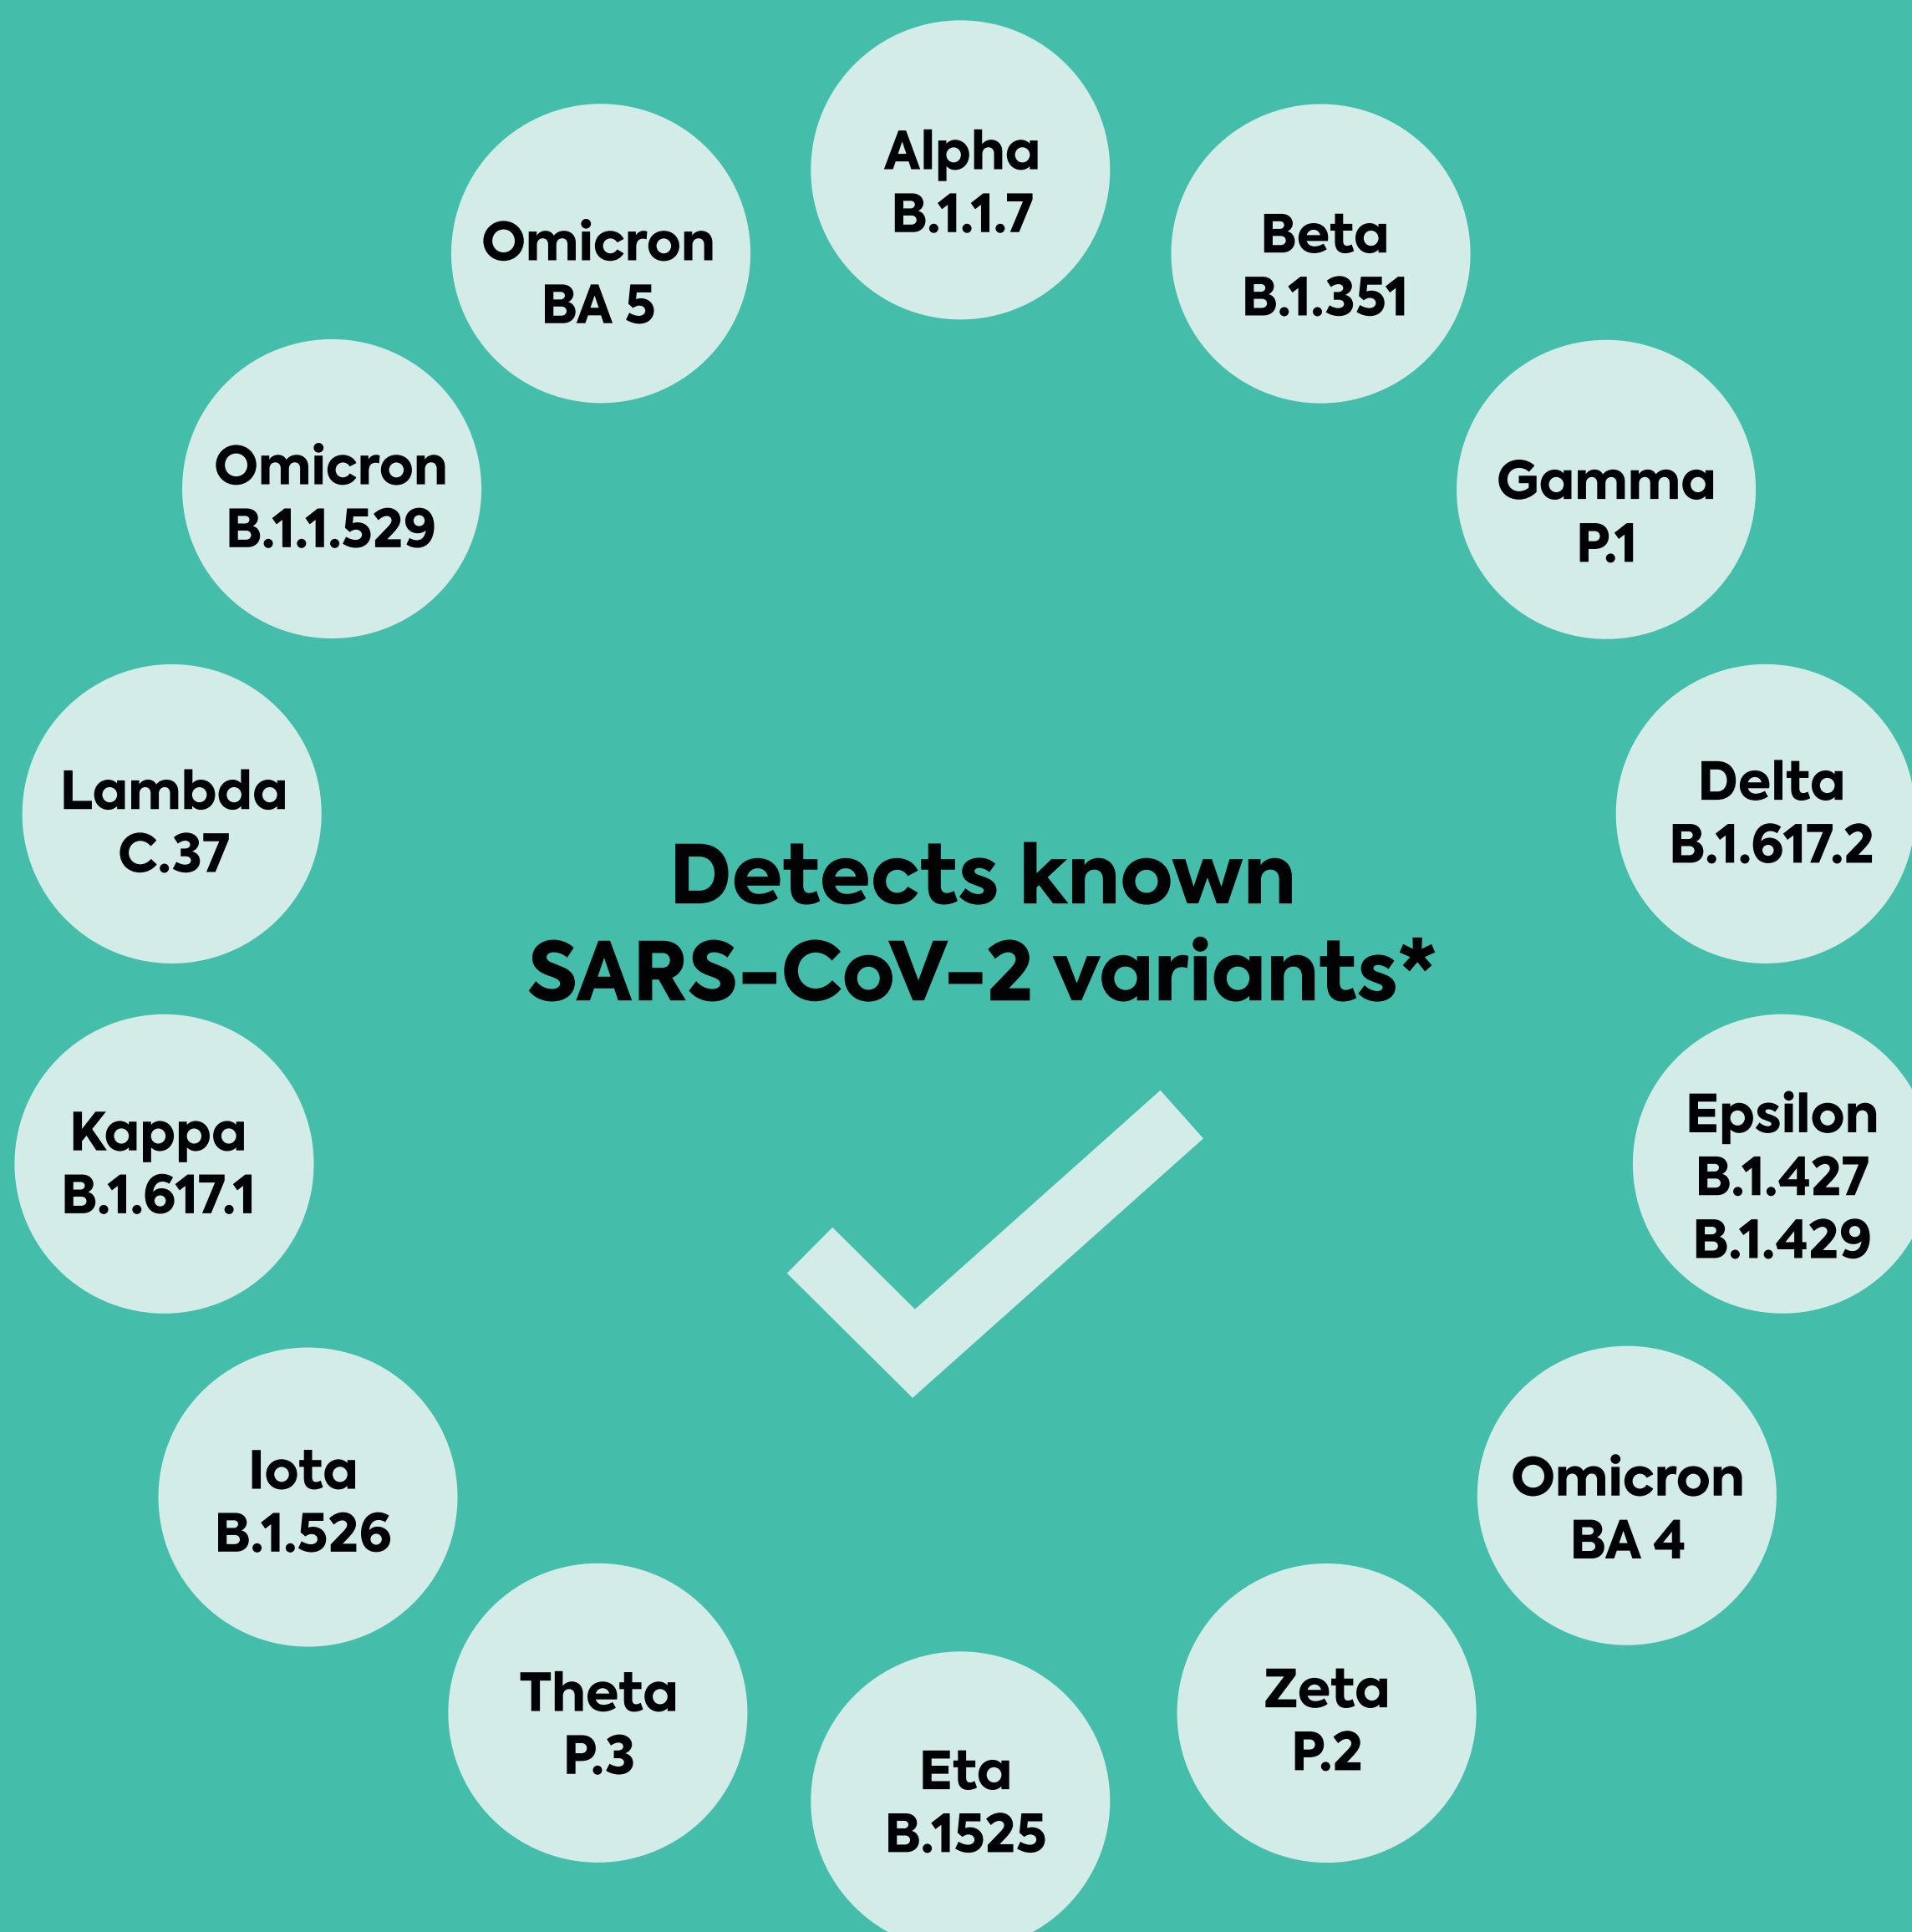 Alpha
B.1.1.7
Beta
B.1.351
Gamma
P.1
Delta
B.1.617.2
Epsilon
B.1.427
B.1.429
Omicron
BA 4
Zeta
P.2
Eta
B.1525
Theta
P.3
Iota
B.1.526
Kappa
B.1.617.1
Lambda
C.37
Omicron
B.1.1.529
Omicron
BA 5
Detects known
SARS-CoV-2 variants*